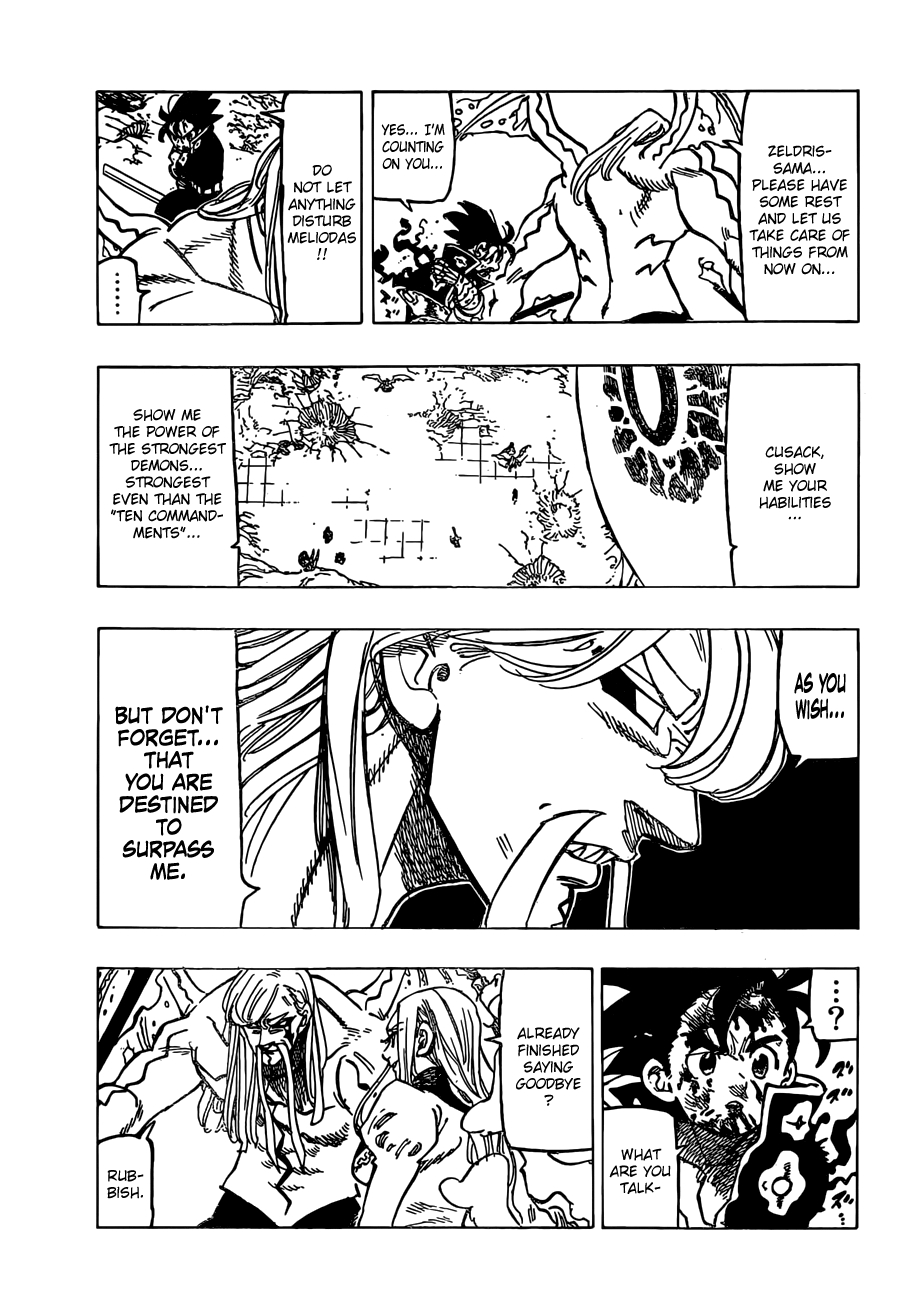 ZELDRIS-
SAMA...
PLEASE HAVE
SOME REST
AND LET US
TAKE CARE OF
THINGS FROM
NOW ON...
YES... I'M
COUNTING
ON YOU...
DO
NOT LET
ANYTHING
DISTURB
MELIODAS
!!
......
CUSACK,
SHOW
ME YOUR
HABILITIES
...
SHOW ME
THE POWER OF
THE STRONGEST
DEMONS...
STRONGEST
EVEN THAN THE
"TEN COMMAND-
MENTS"...
AS YOU
WISH...
BUT DON'T
FORGET...
THAT
YOU ARE
DESTINED
TO
SURPASS
ME.
...?
WHAT
ARE YOU
TALK-
ズズズ...
ALREADY
FINISHED
SAYING
GOODBYE
?
RUB-
BISH.